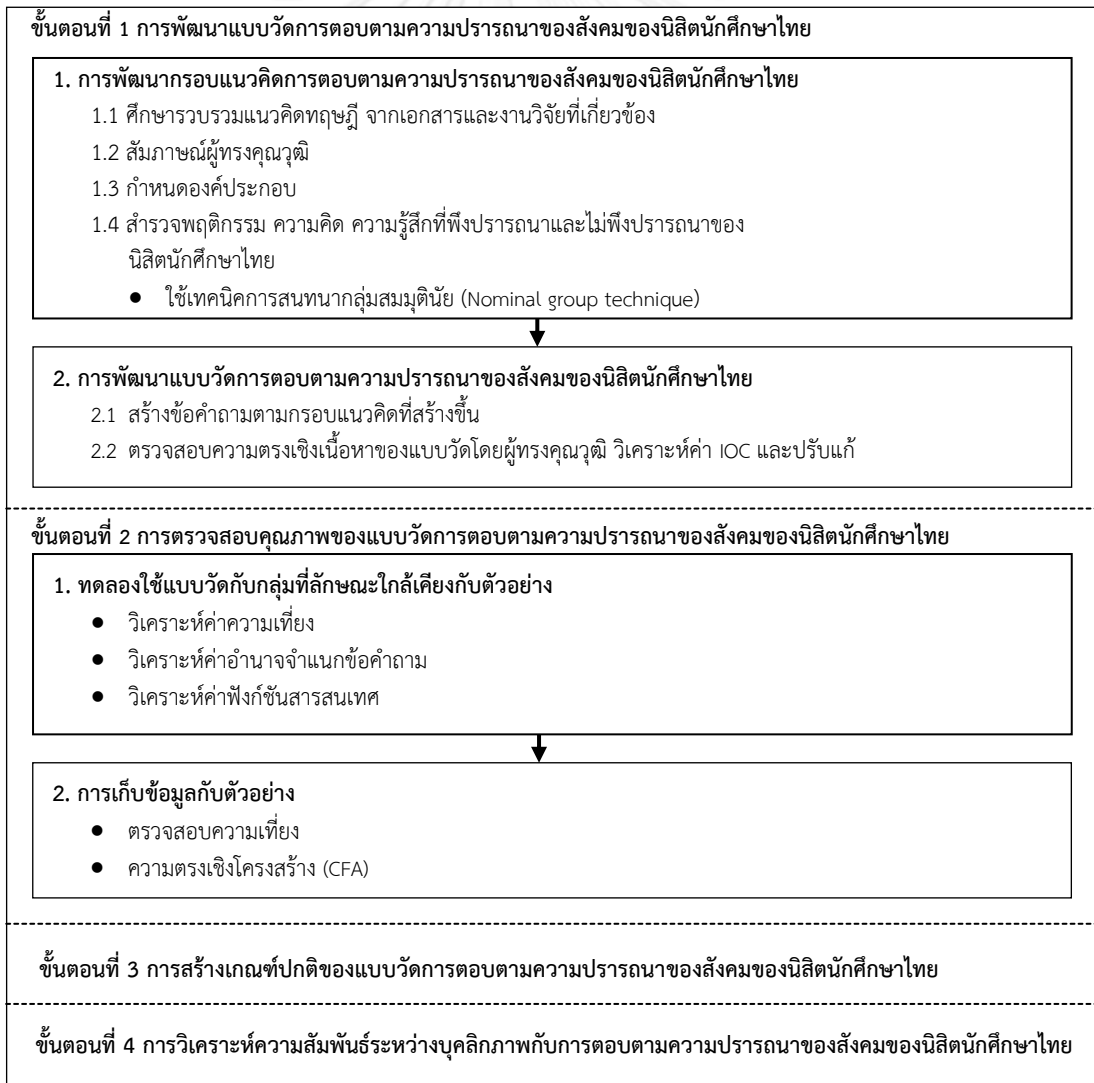 ขั้นตอนที่ 1 การพัฒนาแบบวัดการตอบตามความปรารถนาของสังคมของนิสิตนักศึกษาไทย
1. การพัฒนากรอบแนวคิดการตอบตามความปรารถนาของสังคมของนิสิตนักศึกษาไทย
1.1 ศึกษารวบรวมแนวคิดทฤษฎี จากเอกสารและงานวิจัยที่เกี่ยวข้อง
1.2 สัมภาษณ์ผู้ทรงคุณวุฒิ
1.3 กำหนดองค์ประกอบ
1.4 สำรวจพฤติกรรม ความคิด ความรู้สึกที่พึงปรารถนาและไม่พึงปรารถนาของ
นิสิตนักศึกษาไทย
● ใช้เทคนิคการสนทนากลุ่มสมมุตินัย (Nominal group technique)
2. การพัฒนาแบบวัดการตอบตามความปรารถนาของสังคมของนิสิตนักศึกษาไทย
2.1 สร้างข้อคำถามตามกรอบแนวคิดที่สร้างขึ้น
2.2 ตรวจสอบความตรงเชิงเนื้อหาของแบบวัดโดยผู้ทรงคุณวุฒิ วิเคราะห์ค่า IOC และปรับแก้
ขั้นตอนที่ 2 การตรวจสอบคุณภาพของแบบวัดการตอบตามความปรารถนาของสังคมของนิสิตนักศึกษาไทย
1. ทดลองใช้แบบวัดกับกลุ่มที่ลักษณะใกล้เคียงกับตัวอย่าง
● วิเคราะห์ค่าความเที่ยง
● วิเคราะห์ค่าอำนาจจำแนกข้อคำถาม
● วิเคราะห์ค่าฟังก์ชันสารสนเทศ
2. การเก็บข้อมูลกับตัวอย่าง
● ตรวจสอบความเที่ยง
● ความตรงเชิงโครงสร้าง (CFA)
ขั้นตอนที่ 3 การสร้างเกณฑ์ปกติของแบบวัดการตอบตามความปรารถนาของสังคมของนิสิตนักศึกษาไทย
ขั้นตอนที่ 4 การวิเคราะห์ความสัมพันธ์ระหว่างบุคลิกภาพกับการตอบตามความปรารถนาของสังคมของนิสิตนักศึกษาไทย